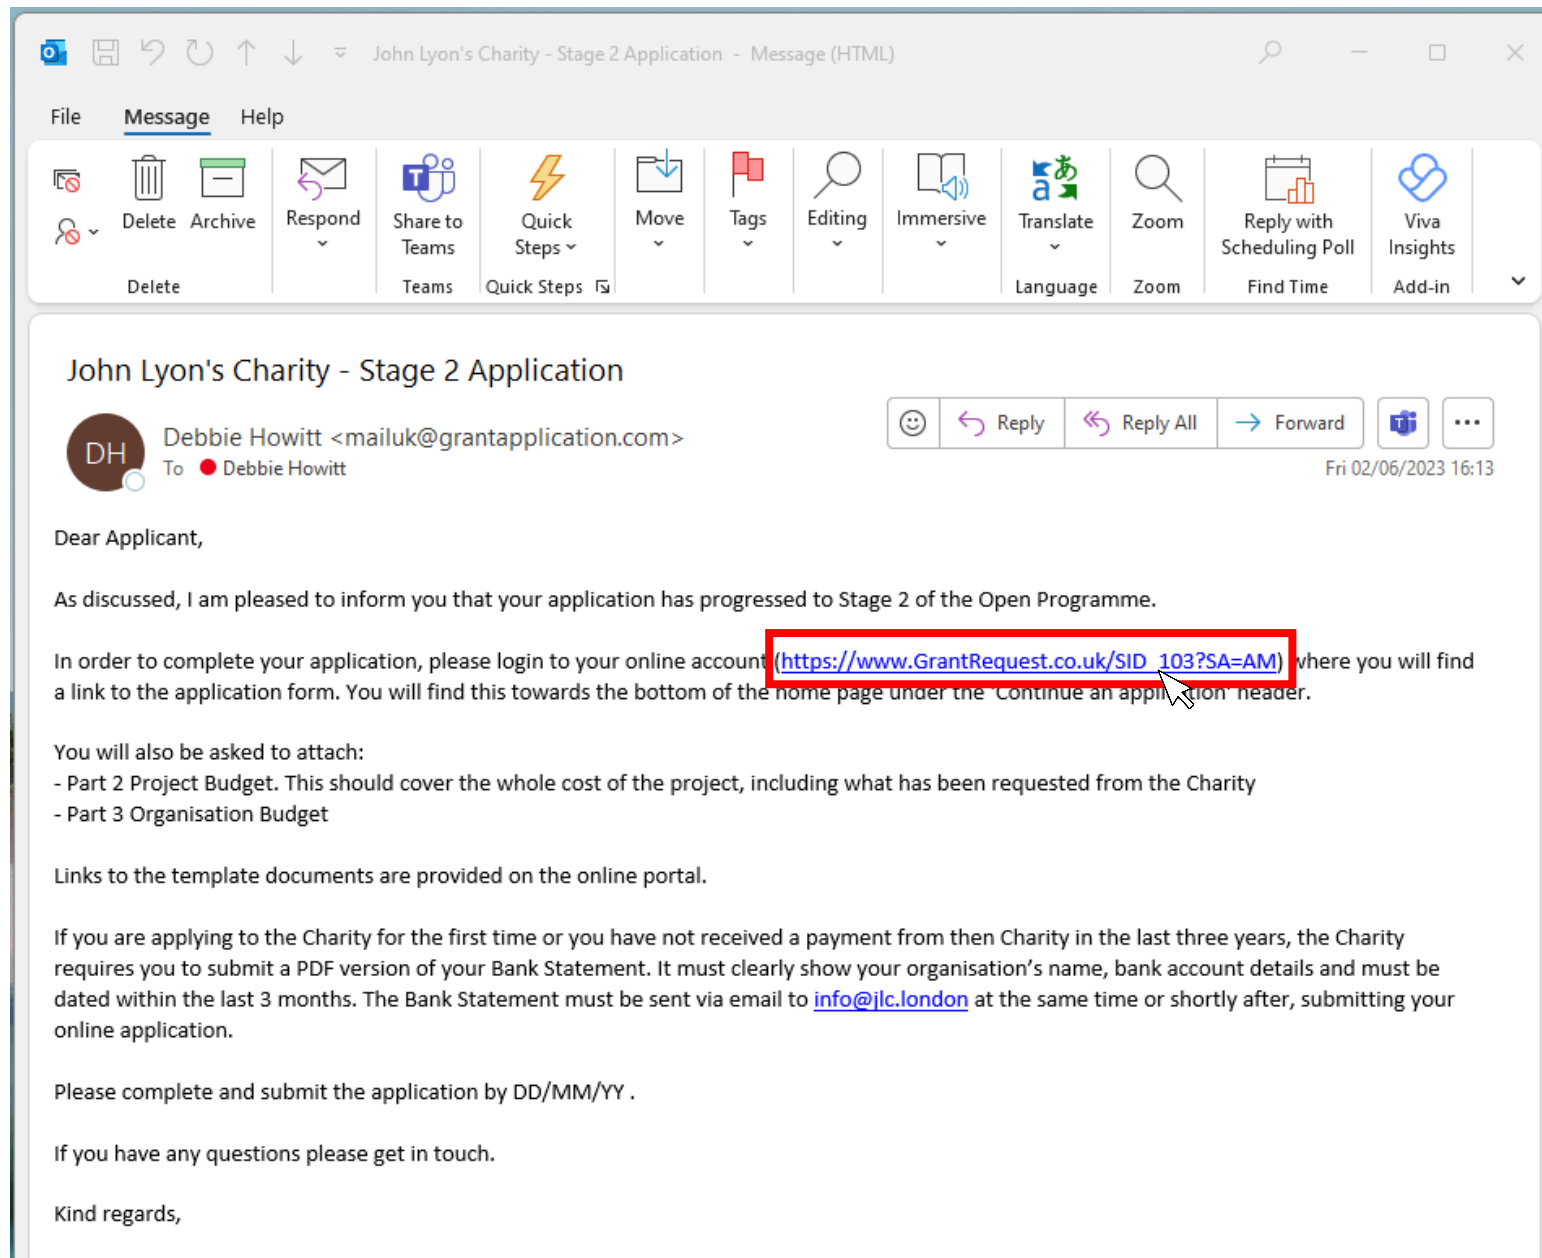 John Lyon's Charity - Stage 2 Application - Message (HTML)
File Message Help
Delete Archive Respond Share to Teams Quick Steps Move Tags Editing Immersive Translate Zoom Reply with Scheduling Poll Viva Insights
Delete Teams Quick Steps Language Zoom Find Time Add-in
John Lyon's Charity - Stage 2 Application
DH
Debbie Howitt <mailuk@grantapplication.com>
To Debbie Howitt
Reply Reply All Forward
Fri 02/06/2023 16:13
Dear Applicant,
As discussed, I am pleased to inform you that your application has progressed to Stage 2 of the Open Programme.
In order to complete your application, please login to your online account (https://www.GrantRequest.co.uk/SID_103?SA=AM) where you will find
a link to the application form. You will find this towards the bottom of the home page under the 'Continue an application' header.
You will also be asked to attach:
- Part 2 Project Budget. This should cover the whole cost of the project, including what has been requested from the Charity
- Part 3 Organisation Budget
Links to the template documents are provided on the online portal.
If you are applying to the Charity for the first time or you have not received a payment from then Charity in the last three years, the Charity
requires you to submit a PDF version of your Bank Statement. It must clearly show your organisation’s name, bank account details and must be
dated within the last 3 months. The Bank Statement must be sent via email to info@jlc.london at the same time or shortly after, submitting your
online application.
Please complete and submit the application by DD/MM/YY .
If you have any questions please get in touch.
Kind regards,